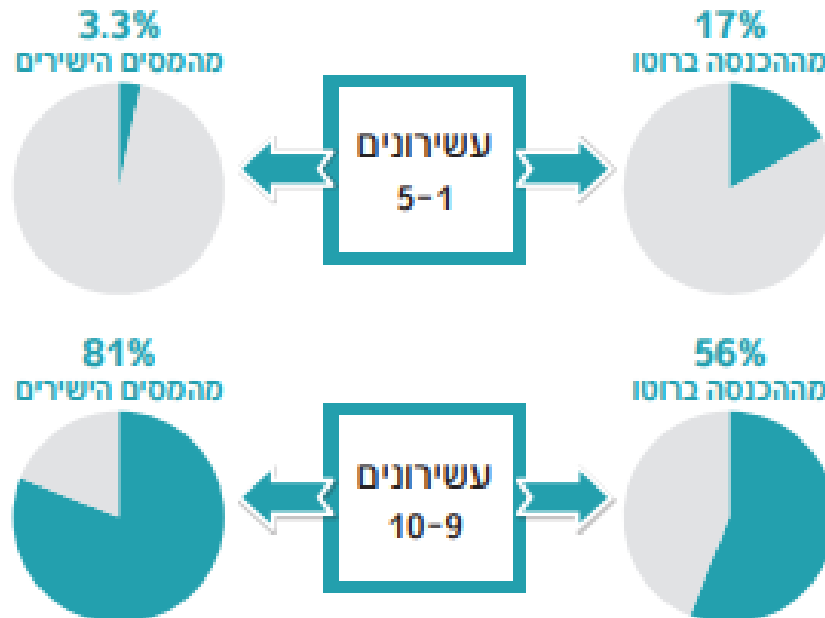 17%
מההכנסה ברוטו
עשירונים
5-1
3.3%
מהמסים הישירים
56%
מההכנסה ברוטו
עשירונים
10-9
81%
מהמסים הישירים